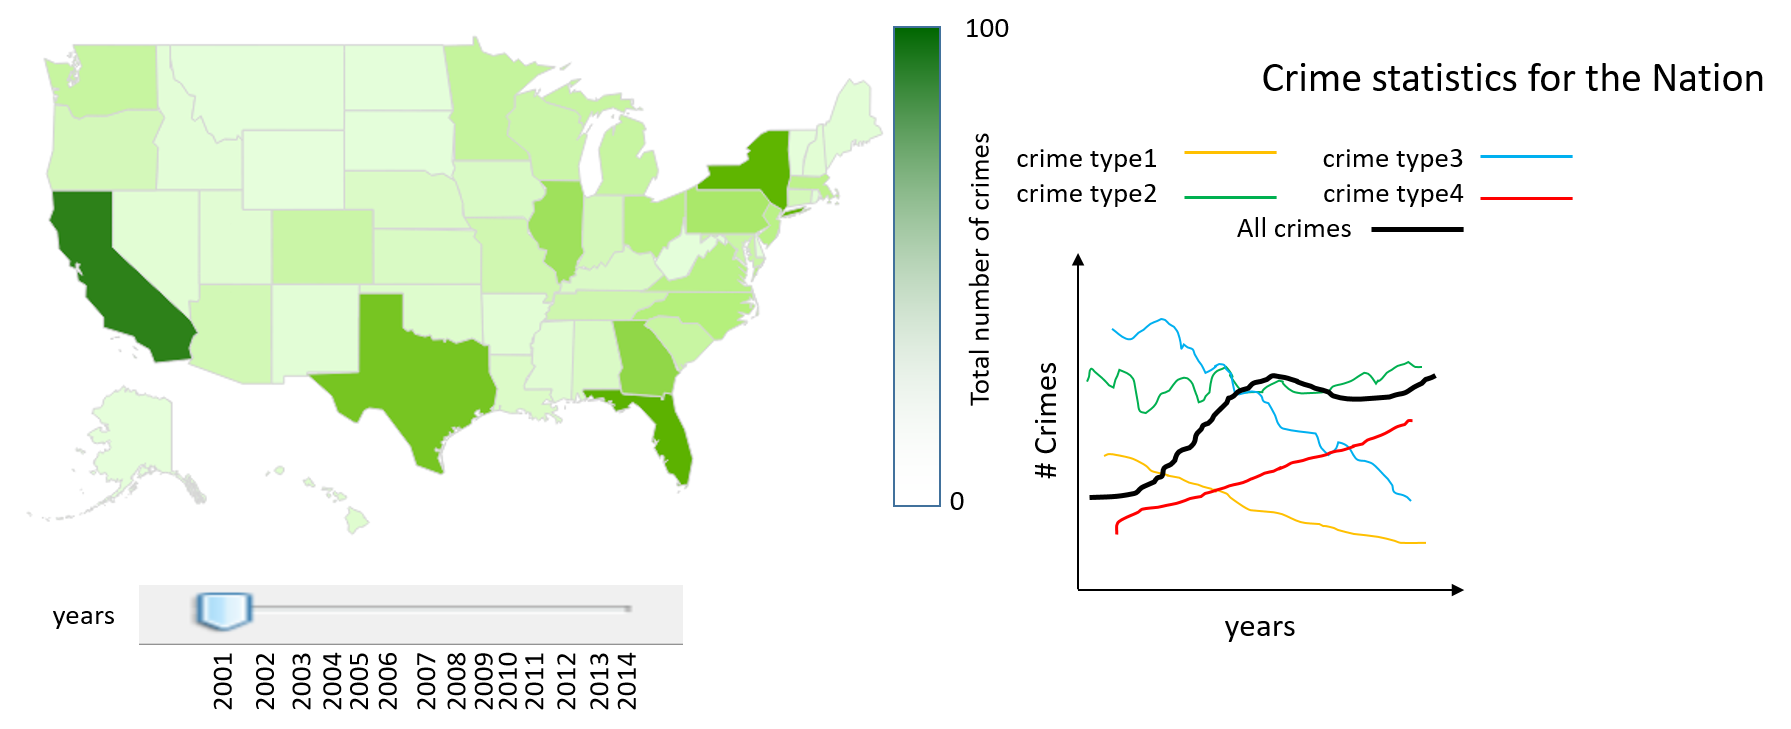 100
Total number of crimes
0
years
2001
2002
2003
2004
2005
2006
2007
2008
2009
2010
2011
2012
2013
2014
Crime statistics for the Nation
crime type1
crime type3
crime type2
crime type4
All crimes
# Crimes
years